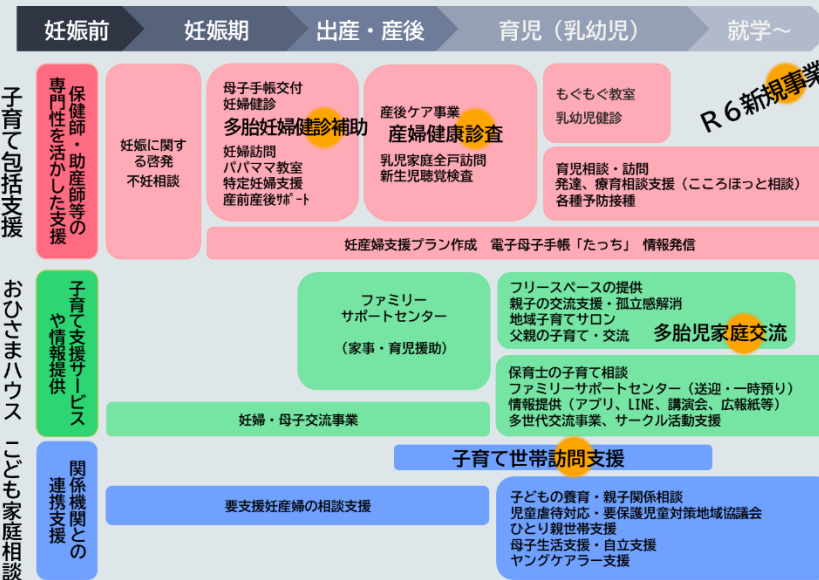 妊娠前
妊娠期
出産・産後
育児（乳幼児）
就学～
R６新規事業
子育て包括支援
保健師・助産師等の
専門性を活かした支援
妊娠に関す
る啓発
不妊相談
母子手帳交付
妊婦健診
多胎妊婦健診補助
妊婦訪問
パパママ教室
特定妊婦支援
産前産後ｻﾎﾟｰﾄ
産後ケア事業
産婦健康診査
乳児家庭全戸訪問
新生児聴覚検査
もぐもぐ教室
乳幼児健診
育児相談・訪問
発達、療育相談支援（こころほっと相談）
各種予防接種
妊産婦支援プラン作成　電子母子手帳「たっち」 情報発信
おひさまハウス
子育て支援サービス
や情報提供
ファミリー
サポートセンター
（家事・育児援助）
フリースペースの提供
親子の交流支援・孤立感解消
地域子育てサロン
父親の子育て・交流
多胎児家庭交流
保育士の子育て相談
ファミリーサポートセンター（送迎・一時預り）
情報提供（アプリ、LINE、講演会、広報紙等）
多世代交流事業、サークル活動支援
妊婦・母子交流事業
こども家庭相談
関係機関との
連携支援
子育て世帯訪問支援
要支援妊産婦の相談支援
子どもの養育・親子関係相談
児童虐待対応・要保護児童対策地域協議会
ひとり親世帯支援
母子生活支援・自立支援
ヤングケアラー支援